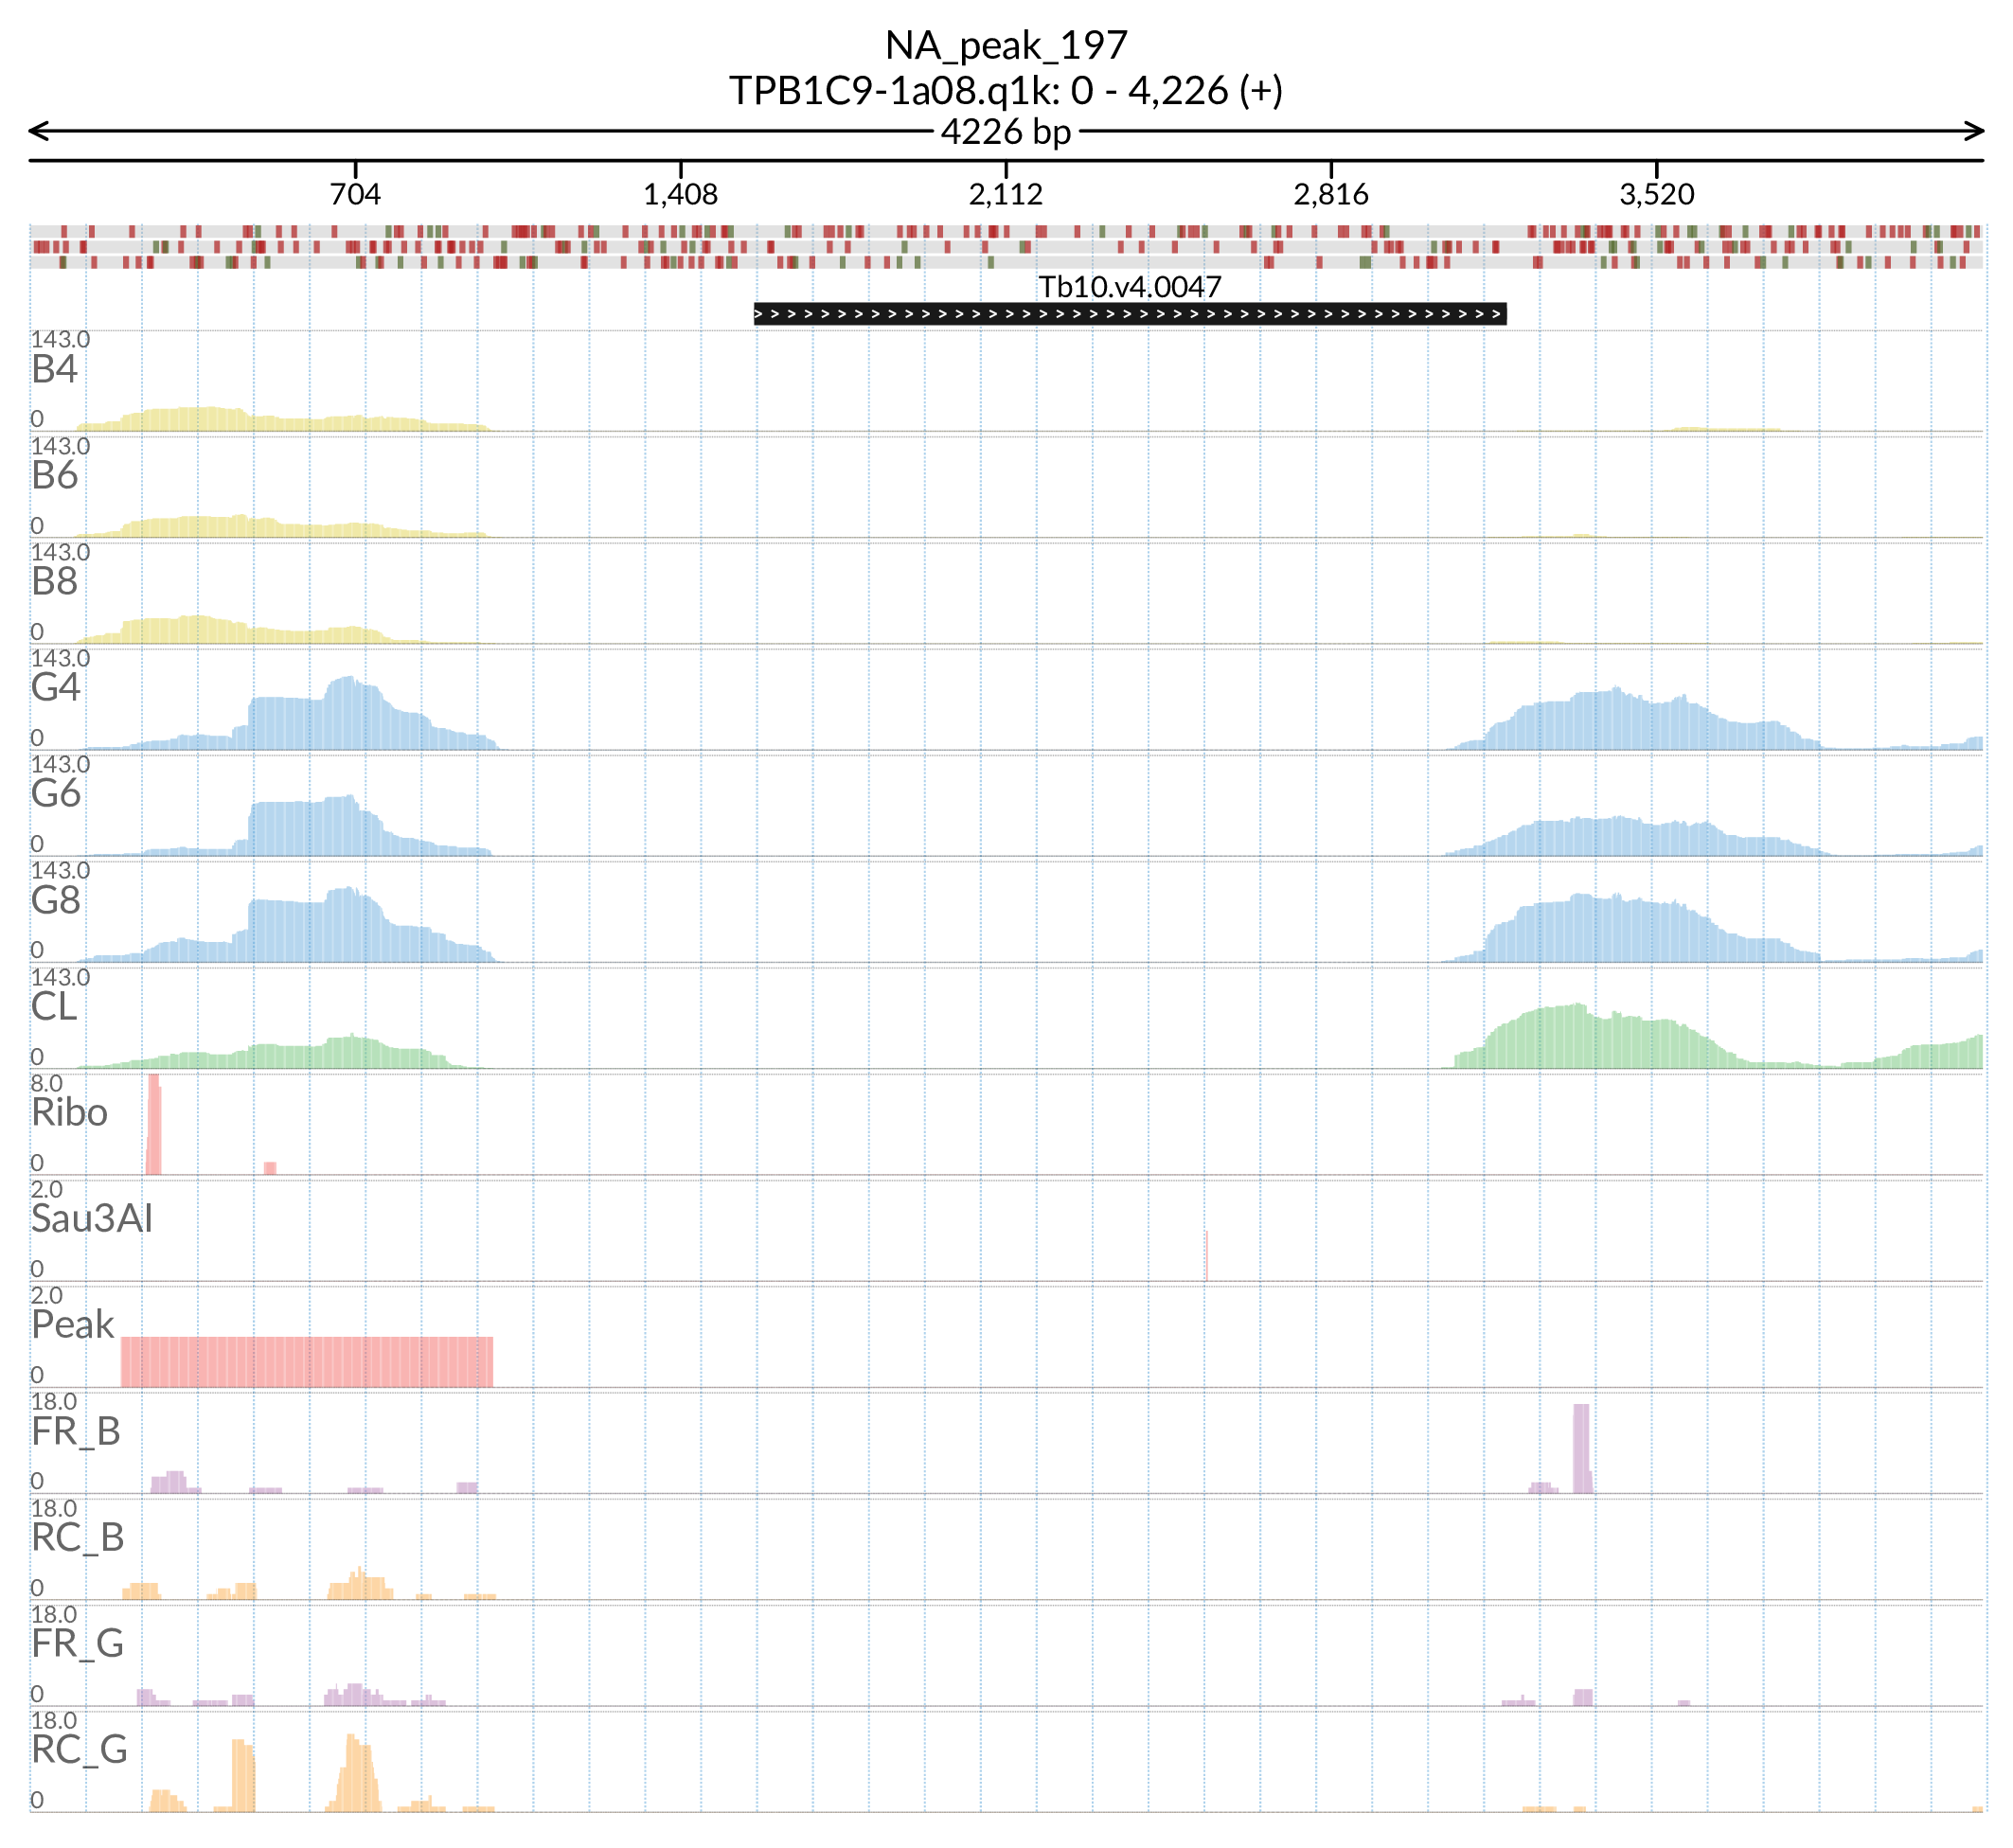 NA_peak_197
TPB1C9-1a08.q1k: 0 - 4,226 (+)
4226 bp
704 1,408 2,112 2,816 3,520
Tb10.v4.0047
143.0
B4
0
143.0
B6
0
143.0
B8
0
143.0
G4
0
143.0
G6
0
143.0
G8
0
143.0
CL
0
8.0
Ribo
0
2.0
Sau3AI
0
2.0
Peak
0
18.0
FR_B
0
18.0
RC_B
0
18.0
FR_G
0
18.0
RC_G
0